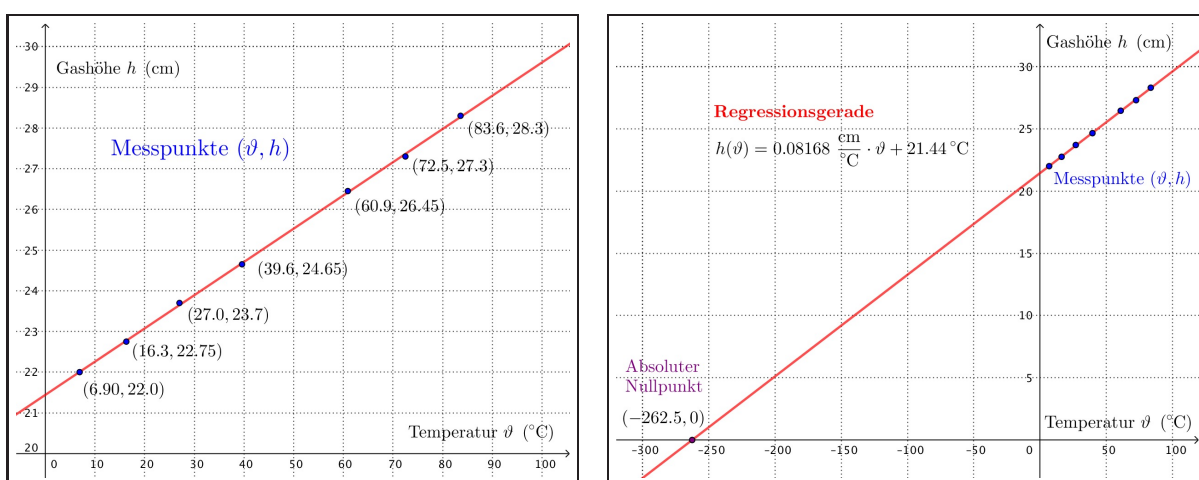 30
Gashöhe h (cm)
29
28
(83.6, 28.3)
Messpunkte (ϑ, h)
27
(72.5, 27.3)
26
(60.9, 26.45)
25
(39.6, 24.65)
24
(27.0, 23.7)
23
(16.3, 22.75)
22
(6.90, 22.0)
21
Temperatur ϑ (°C)
20
0 10 20 30 40 50 60 70 80 90 100
Gashöhe h (cm)
30
Regressionsgerade
h(ϑ) = 0.08168 cm/°C · ϑ + 21.44 °C
25
Messpunkte (ϑ, h)
20
15
10
Absoluter
Nullpunkt
5
(−262.5, 0)
Temperatur ϑ (°C)
−300 −250 −200 −150 −100 −50 0 50 100